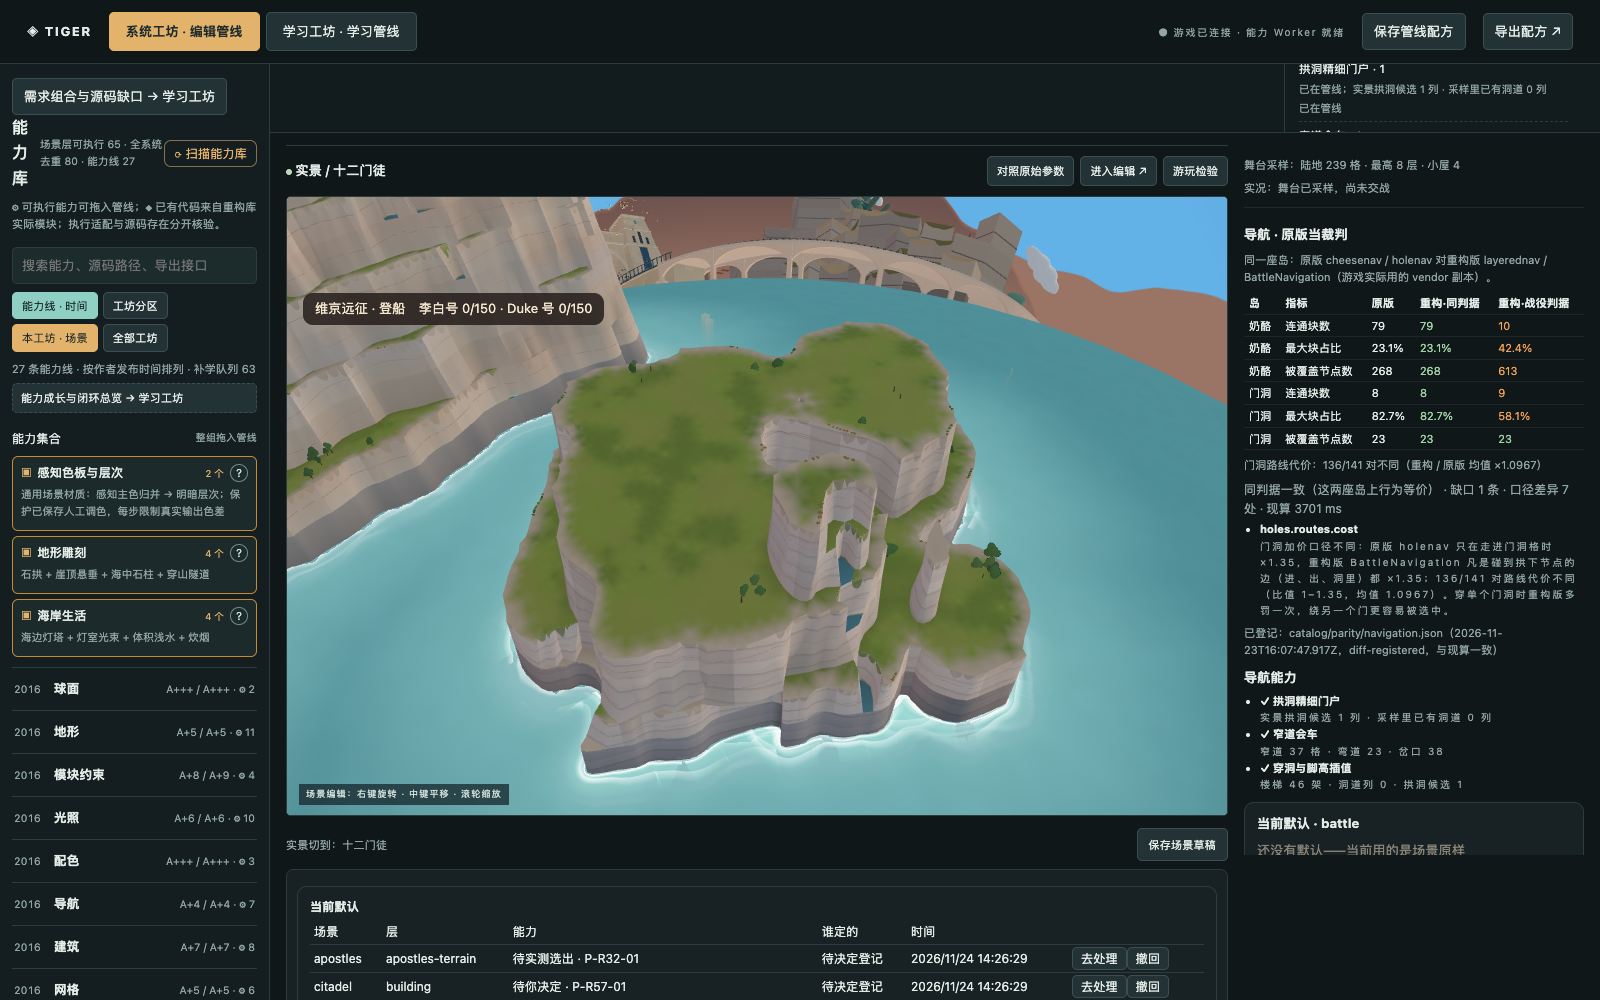 ◈ TIGER
系统工坊 · 编辑管线
学习工坊 · 学习管线
游戏已连接 · 能力 Worker 就绪
保存管线配方
导出配方 ↗
需求组合与源码缺口 → 学习工坊
能力库
场景层可执行 65 · 全系统去重 80 · 能力线 27
⟳ 扫描能力库
⚙ 可执行能力可拖入管线；◆ 已有代码来自重构库
实际模块；执行适配与源码存在分开核验。
搜索能力、源码路径、导出接口
能力线 · 时间
工坊分区
本工坊 · 场景
全部工坊
27 条能力线 · 按作者发布时间排列 · 补学队列 63
能力成长与闭环总览 → 学习工坊
能力集合
整组拖入管线
▣ 感知色板与层次
2 个 ?
通用场景材质：感知主色归并 → 明暗层次；保
护已保存人工调色，每步限制真实输出色差
▣ 地形雕刻
4 个 ?
石拱 + 崖顶悬垂 + 海中石柱 + 穿山隧道
▣ 海岸生活
4 个 ?
海边灯塔 + 灯室光束 + 体积浅水 + 炊烟
2016 球面 A+++ / A+++ · ⚙ 2
2016 地形 A+5 / A+5 · ⚙ 11
2016 模块约束 A+8 / A+9 · ⚙ 4
2016 光照 A+6 / A+6 · ⚙ 10
2016 配色 A+++ / A+++ · ⚙ 3
2016 导航 A+4 / A+4 · ⚙ 7
2016 建筑 A+7 / A+7 · ⚙ 8
2016 网格 A+5 / A+5 · ⚙ 6
拱洞精细门户 · 1
已在管线；实景拱洞候选 1 列 · 采样里已有洞道 0 列
已在管线
实景 / 十二门徒
对照原始参数
进入编辑 ↗
游玩检验
维京远征 · 登船 李白号 0/150 · Duke 号 0/150
场景编辑：右键旋转 · 中键平移 · 滚轮缩放
实景切到：十二门徒
保存场景草稿
当前默认
场景 层 能力 谁定的 时间
apostles apostles-terrain 待实测选出 · P-R32-01 待决定登记 2026/11/24 14:26:29 去处理 撤回
citadel building 待你决定 · P-R57-01 待决定登记 2026/11/24 14:26:29 去处理 撤回
舞台采样：陆地 239 格 · 最高 8 层 · 小屋 4
实况：舞台已采样，尚未交战
导航 · 原版当裁判
同一座岛：原版 cheesenav / holenav 对重构版 layerednav /
BattleNavigation（游戏实际用的 vendor 副本）。
岛 指标 原版 重构·同判据 重构·战役判据
奶酪 连通块数 79 79 10
奶酪 最大块占比 23.1% 23.1% 42.4%
奶酪 被覆盖节点数 268 268 613
门洞 连通块数 8 8 9
门洞 最大块占比 82.7% 82.7% 58.1%
门洞 被覆盖节点数 23 23 23
门洞路线代价：136/141 对不同（重构 / 原版 均值 ×1.0967）
同判据一致（这两座岛上行为等价） · 缺口 1 条 · 口径差异 7
处 · 现算 3701 ms
• holes.routes.cost
门洞加价口径不同：原版 holenav 只在走进门洞格时
×1.35，重构版 BattleNavigation 凡是碰到拱下节点的
边（进、出、洞里）都 ×1.35；136/141 对路线代价不同
（比值 1–1.35，均值 1.0967）。穿单个门洞时重构版多
罚一次，绕另一个门更容易被选中。
已登记：catalog/parity/navigation.json（2026-11-
23T16:07:47.917Z，diff-registered，与现算一致）
导航能力
• ✓ 拱洞精细门户
实景拱洞候选 1 列 · 采样里已有洞道 0 列
• ✓ 窄道会车
窄道 37 格 · 弯道 23 · 岔口 38
• ✓ 穿洞与脚高插值
楼梯 46 架 · 洞道列 0 · 拱洞候选 1
当前默认 · battle
还没有默认——当前用的是场景原样